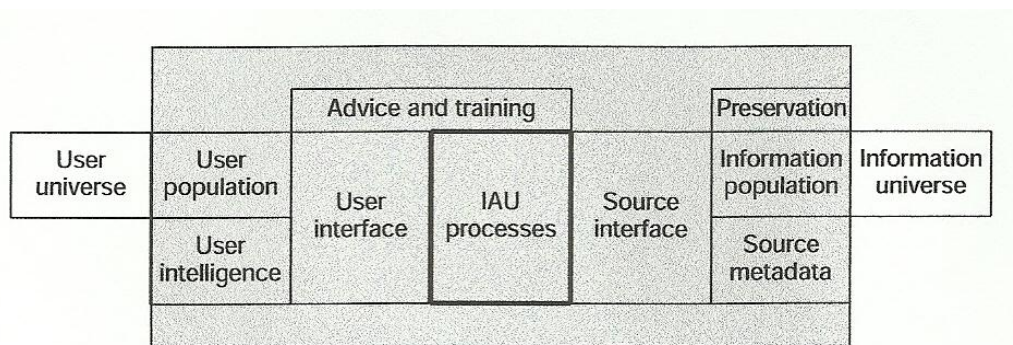 Advice and training
Preservation
User
universe
User
population
User
interface
IAU
processes
Source
interface
Information
population
Information
universe
User
intelligence
Source
metadata